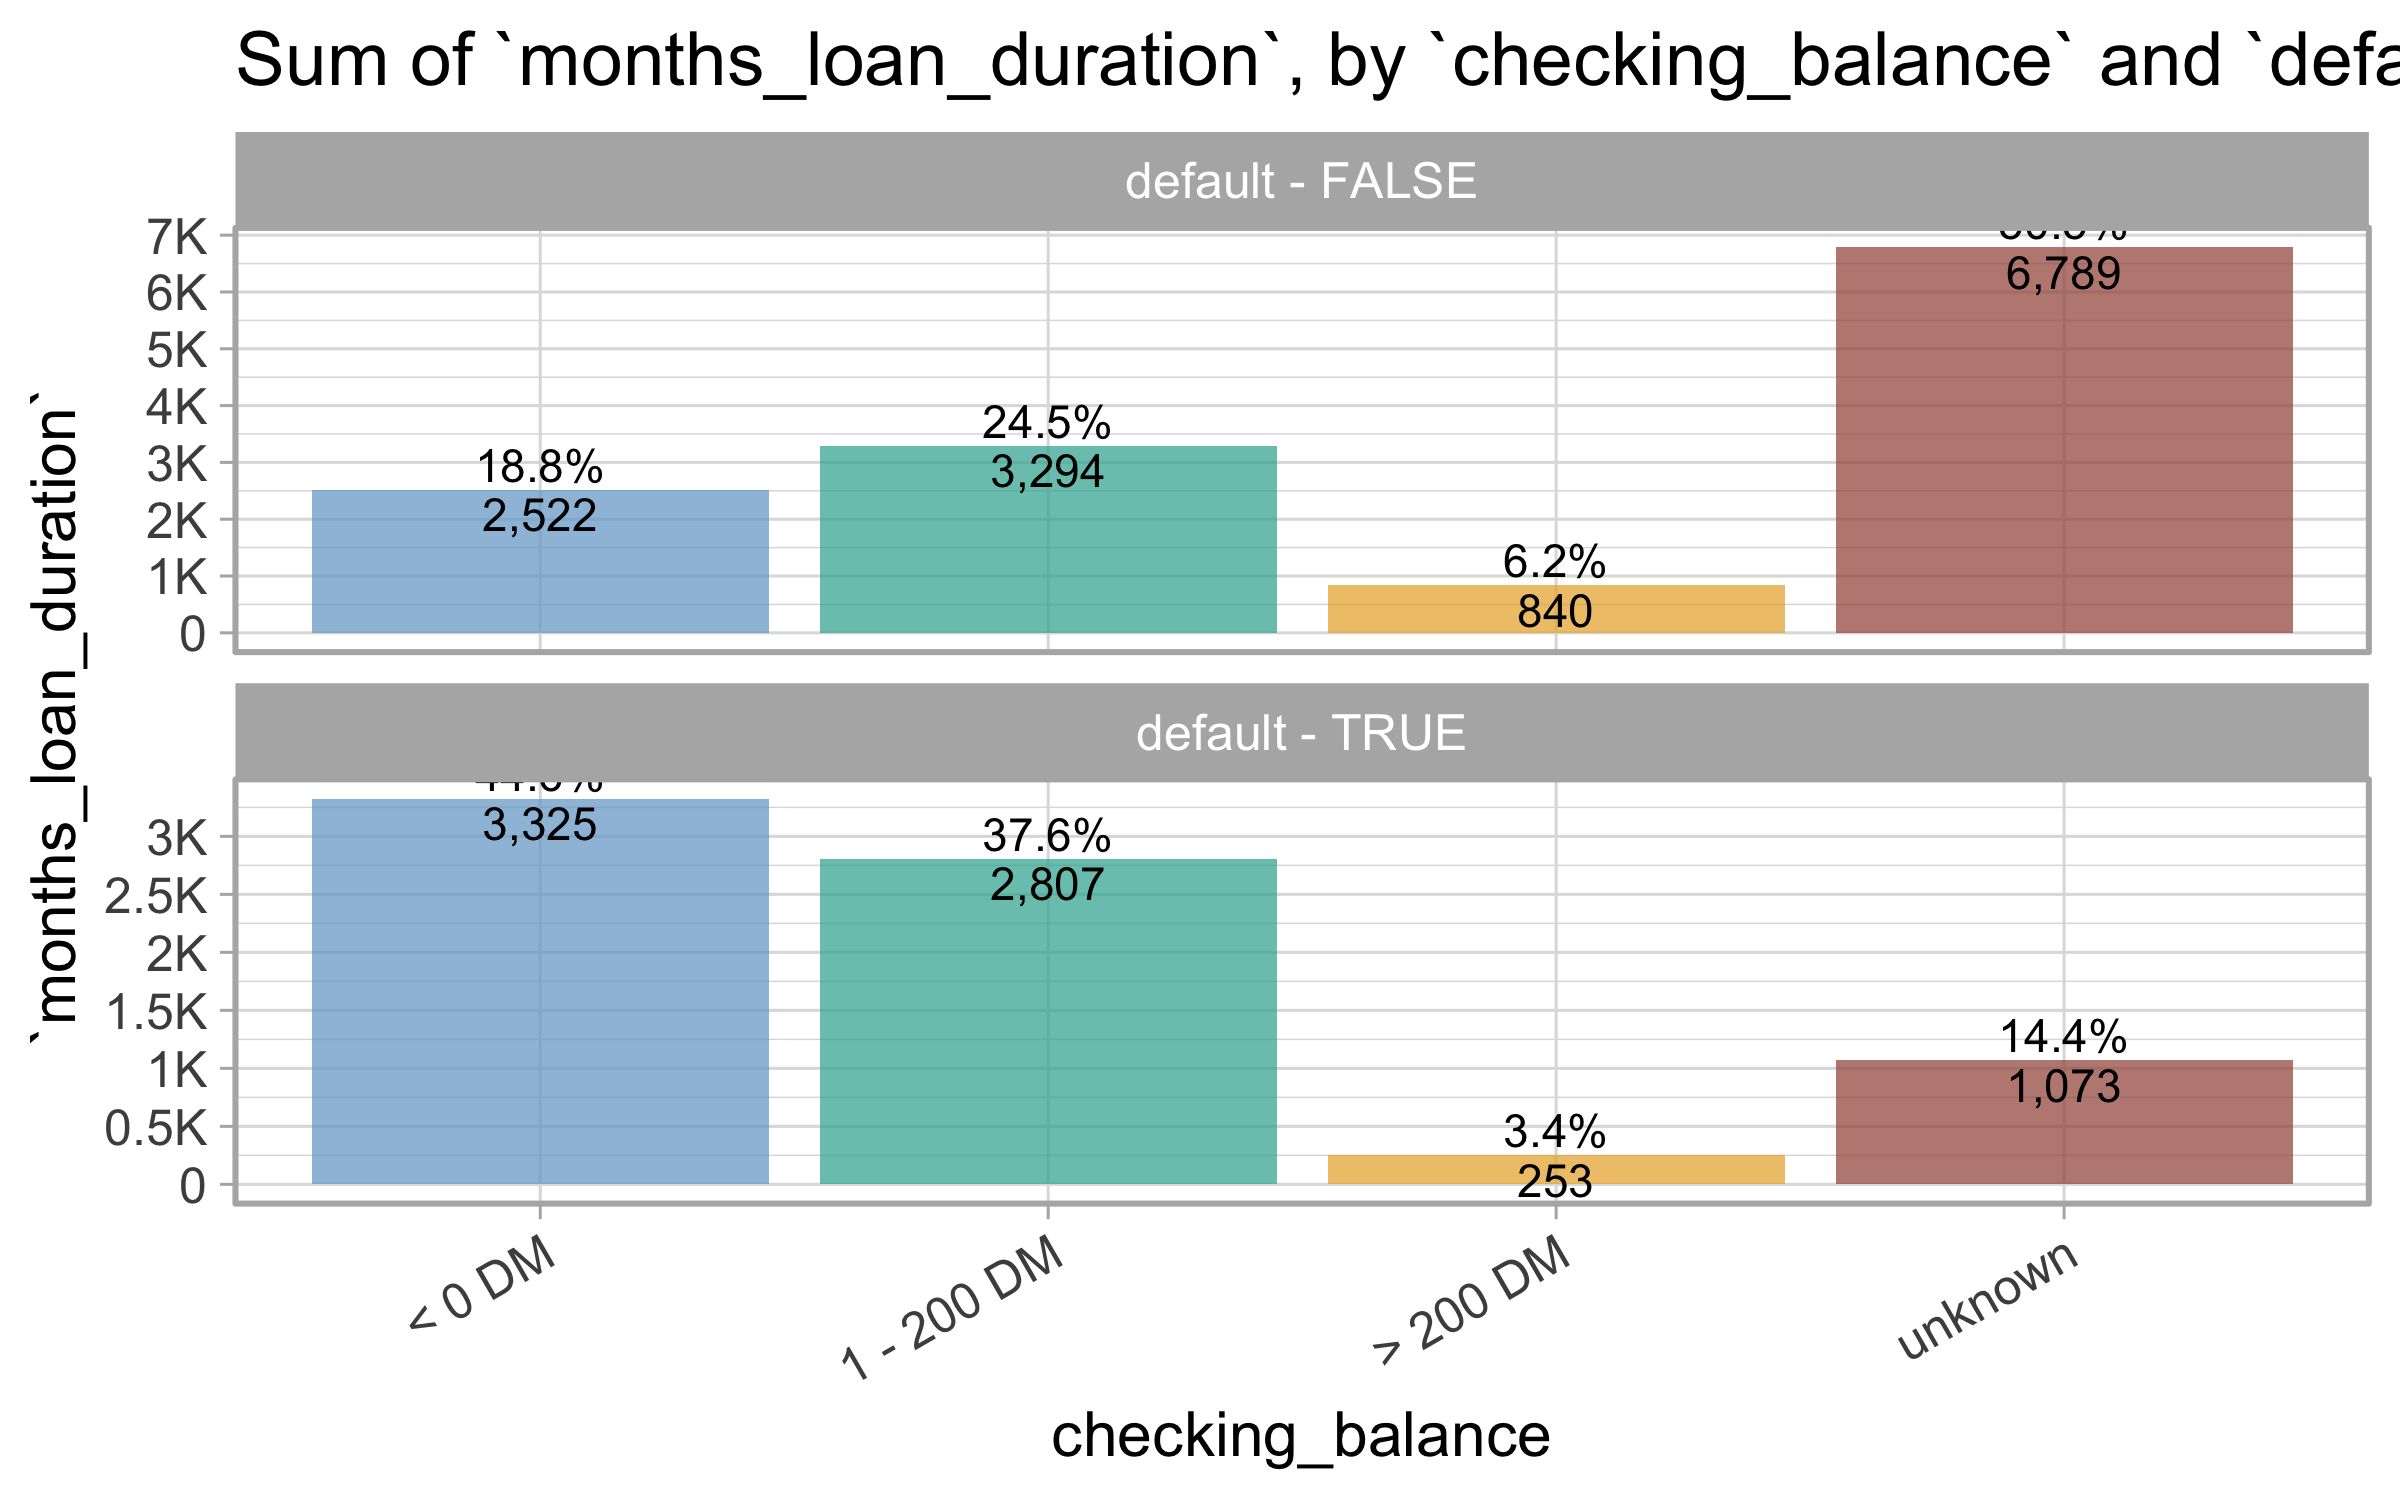 Sum of `months_loan_duration`, by `checking_balance` and `defa
default - FALSE
7K
6K
5K
4K
3K
2K
1K
0
6,789
24.5%
3,294
18.8%
2,522
6.2%
840
default - TRUE
3K
2.5K
2K
1.5K
1K
0.5K
0
3,325
37.6%
2,807
14.4%
1,073
3.4%
253
`months_loan_duration`
< 0 DM
1 - 200 DM
> 200 DM
unknown
checking_balance